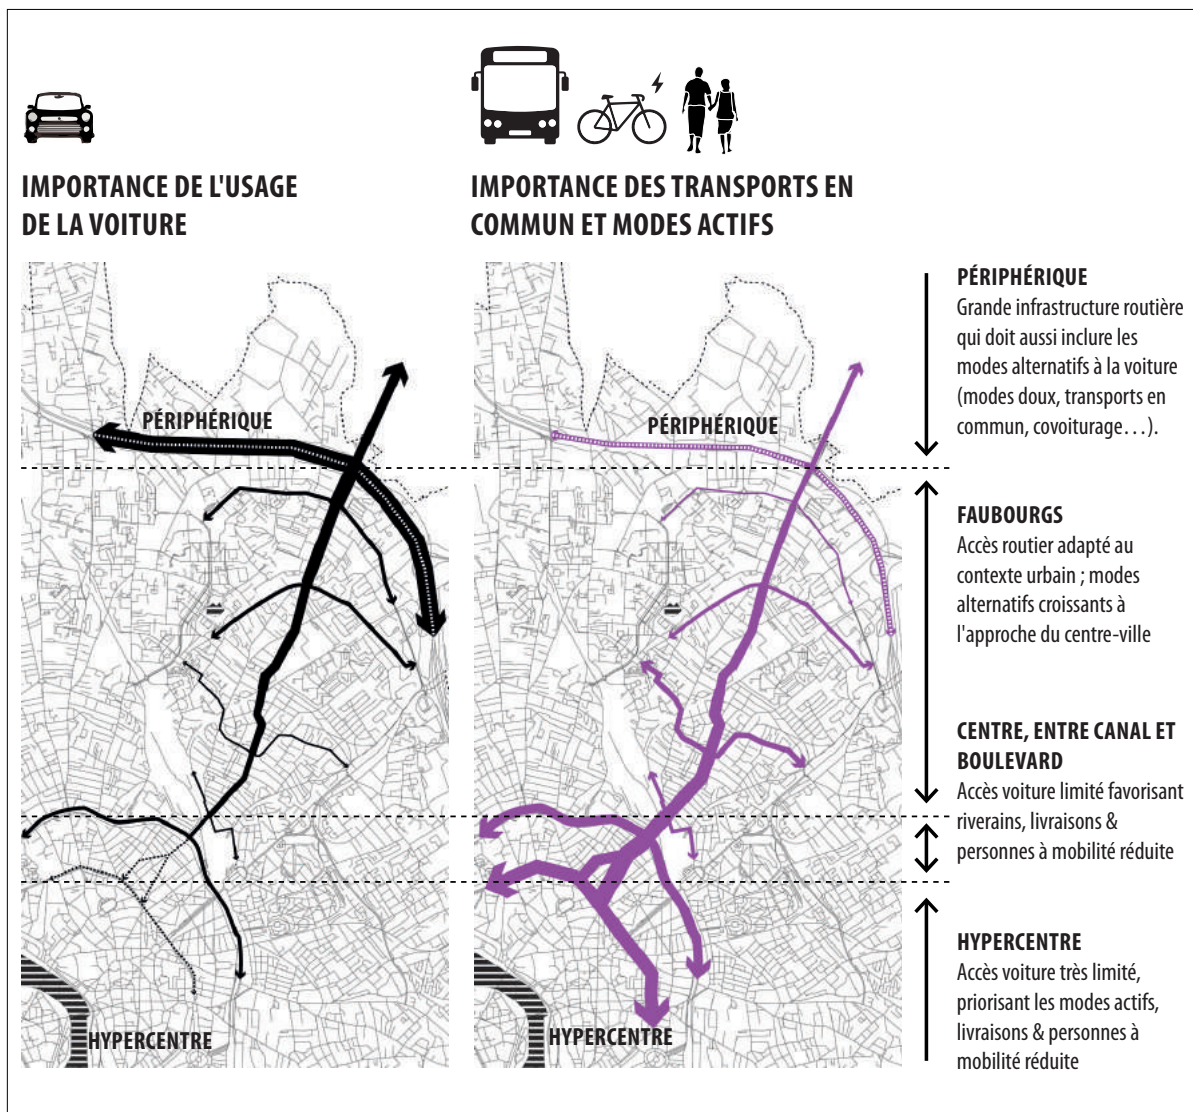 IMPORTANCE DE L'USAGE
DE LA VOITURE
PÉRIPHÉRIQUE
HYPERCENTRE
IMPORTANCE DES TRANSPORTS EN
COMMUN ET MODES ACTIFS
PÉRIPHÉRIQUE
HYPERCENTRE
PÉRIPHÉRIQUE
Grande infrastructure routière
qui doit aussi inclure les
modes alternatifs à la voiture
(modes doux, transports en
commun, covoiturage…).
FAUBOURGS
Accès routier adapté au
contexte urbain ; modes
alternatifs croissants à
l'approche du centre-ville
CENTRE, ENTRE CANAL ET
BOULEVARD
Accès voiture limité favorisant
riverains, livraisons &
personnes à mobilité réduite
HYPERCENTRE
Accès voiture très limité,
priorisant les modes actifs,
livraisons & personnes à
mobilité réduite